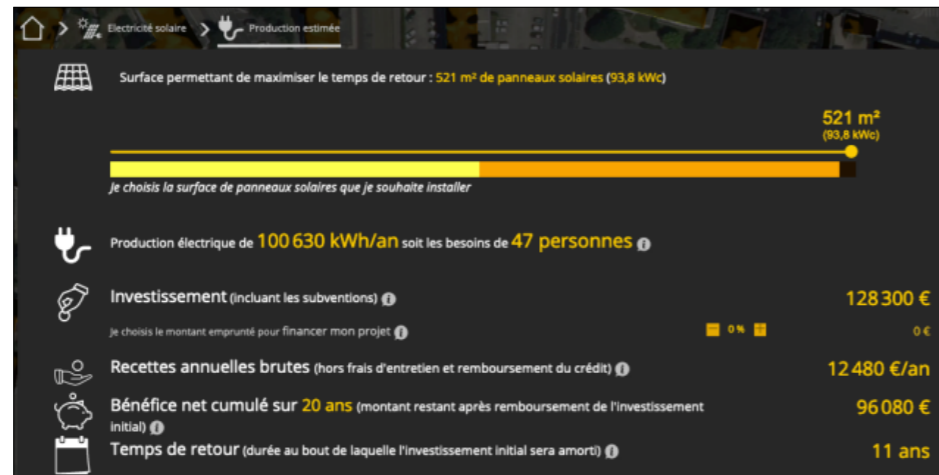 Electricité solaire
Production estimée
Surface permettant de maximiser le temps de retour : 521 m² de panneaux solaires (93,8 kWc)
521 m²
(93,8 kWc)
Je choisis la surface de panneaux solaires que je souhaite installer
Production électrique de 100 630 kWh/an soit les besoins de 47 personnes
Investissement (incluant les subventions) 128 300 €
Je choisis le montant emprunté pour financer mon projet 0 % 0 €
Recettes annuelles brutes (hors frais d'entretien et remboursement du crédit) 12 480 €/an
Bénéfice net cumulé sur 20 ans (montant restant après remboursement de l'investissement 96 080 €
initial)
Temps de retour (durée au bout de laquelle l'investissement initial sera amorti) 11 ans